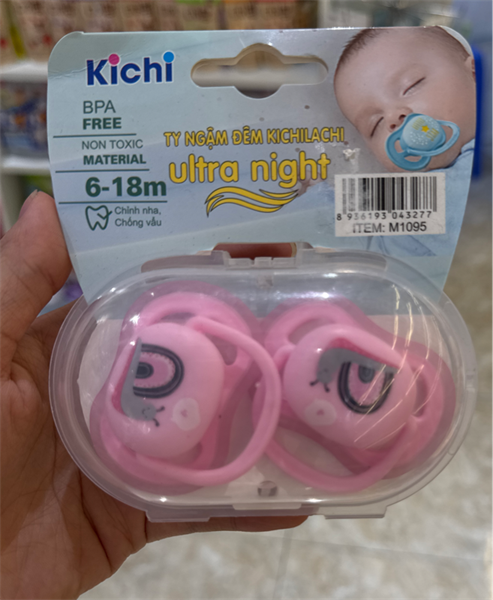 Kichi
BPA
FREE
NON TOXIC
MATERIAL
6-18m
Chỉnh nha,
Chống vẩu
TY NGẬM ĐÊM KICHILACHI
ultra night
8 936193 043277
ITEM: M1095